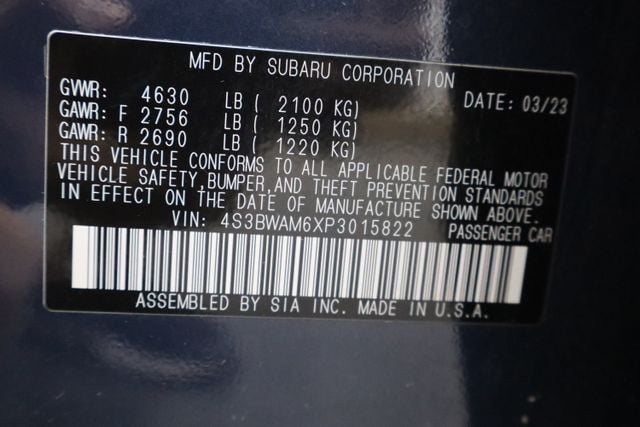 MFD BY SUBARU CORPORATION
GVWR: 4630 LB ( 2100 KG) DATE: 03/23
GAWR: F 2756 LB ( 1250 KG)
GAWR: R 2690 LB ( 1220 KG)
THIS VEHICLE CONFORMS TO ALL APPLICABLE FEDERAL MOTOR
VEHICLE SAFETY,BUMPER,AND THEFT PREVENTION STANDARDS
IN EFFECT ON THE DATE OF MANUFACTURE SHOWN ABOVE.
VIN: 4S3BWAM6XP3015822 PASSENGER CAR
ASSEMBLED BY SIA INC. MADE IN U.S.A.